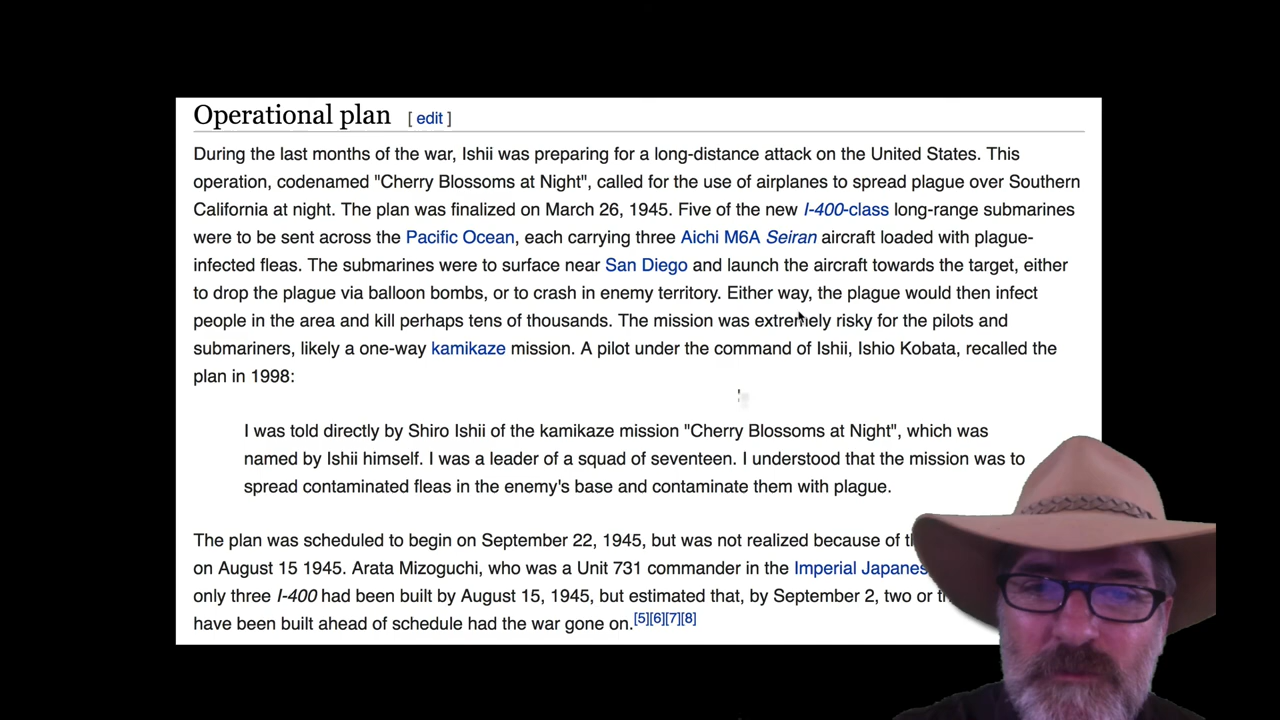 Operational plan [ edit ]
During the last months of the war, Ishii was preparing for a long-distance attack on the United States. This
operation, codenamed "Cherry Blossoms at Night", called for the use of airplanes to spread plague over Southern
California at night. The plan was finalized on March 26, 1945. Five of the new I-400-class long-range submarines
were to be sent across the Pacific Ocean, each carrying three Aichi M6A Seiran aircraft loaded with plague-
infected fleas. The submarines were to surface near San Diego and launch the aircraft towards the target, either
to drop the plague via balloon bombs, or to crash in enemy territory. Either way, the plague would then infect
people in the area and kill perhaps tens of thousands. The mission was extremely risky for the pilots and
submariners, likely a one-way kamikaze mission. A pilot under the command of Ishii, Ishio Kobata, recalled the
plan in 1998:
I was told directly by Shiro Ishii of the kamikaze mission "Cherry Blossoms at Night", which was
named by Ishii himself. I was a leader of a squad of seventeen. I understood that the mission was to
spread contaminated fleas in the enemy's base and contaminate them with plague.
The plan was scheduled to begin on September 22, 1945, but was not realized because of
on August 15 1945. Arata Mizoguchi, who was a Unit 731 commander in the Imperial
only three I-400 had been built by August 15, 1945, but estimated that, by September 2, two or
have been built ahead of schedule had the war gone on.[5][6][7][8]